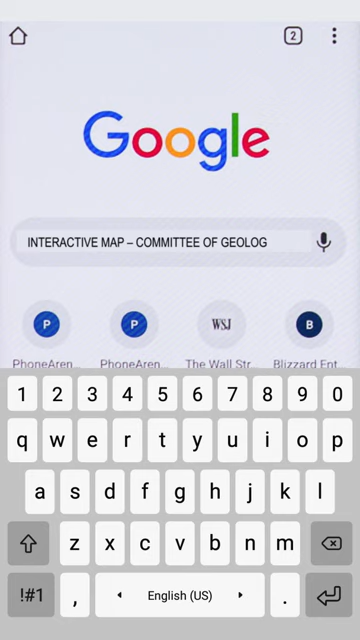 2
Google
INTERACTIVE MAP – COMMITTEE OF GEOLOG
P P WSJ B
PhoneAren... PhoneAren... The Wall Str... Blizzard Ent...
1 2 3 4 5 6 7 8 9 0
q w e r t y u i o p
a s d f g h j k l
z x c v b n m
!#1 , English (US) .